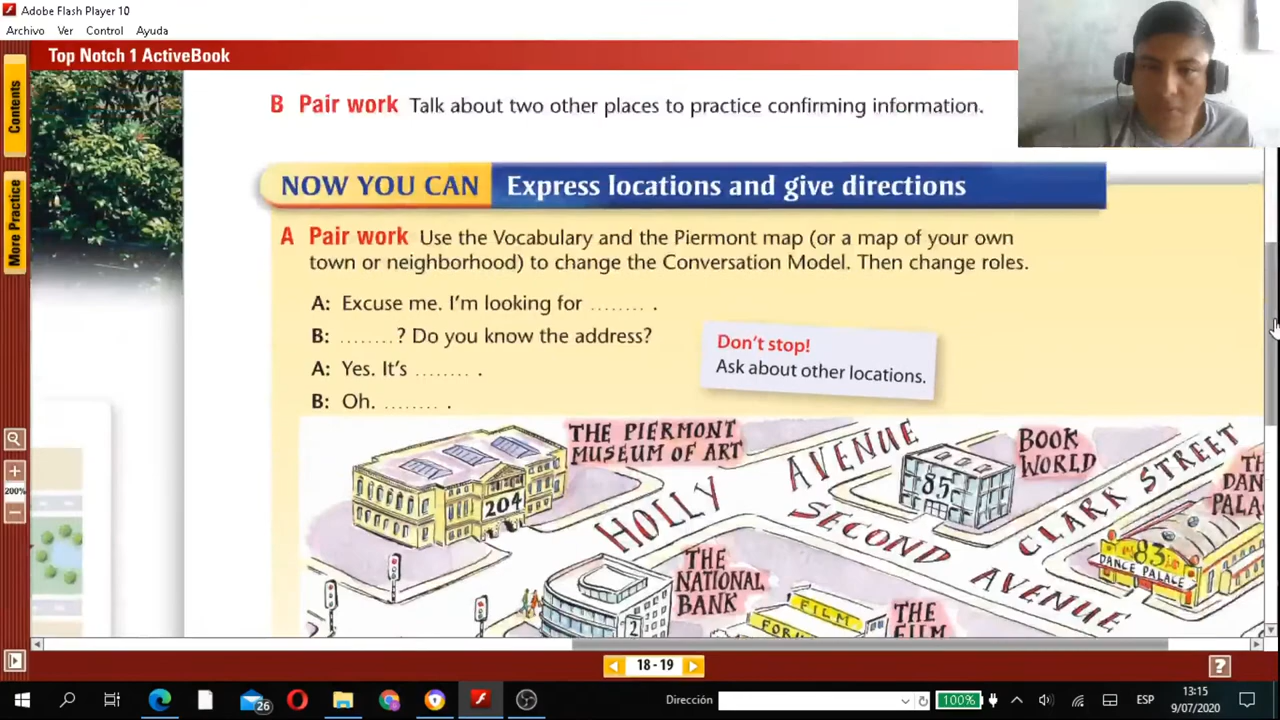 Adobe Flash Player 10
Archivo Ver Control Ayuda
Top Notch 1 ActiveBook
Contents
More Practice
200%
B Pair work Talk about two other places to practice confirming information.
NOW YOU CAN Express locations and give directions
A Pair work Use the Vocabulary and the Piermont map (or a map of your own
town or neighborhood) to change the Conversation Model. Then change roles.
A: Excuse me. I'm looking for ........ .
B: ........ ? Do you know the address?
A: Yes. It's ........ .
B: Oh. ........ .
Don't stop!
Ask about other locations.
THE PIERMONT
MUSEUM OF ART
204
HOLLY AVENUE
SECOND AVENUE
85
BOOK
WORLD
CLARK STREET
83
DANCE PALACE
THE
NATIONAL
BANK
2
FILM
FORUM
THE
FILM
18 - 19
?
26
Dirección
100%
ESP
13:15
9/07/2020